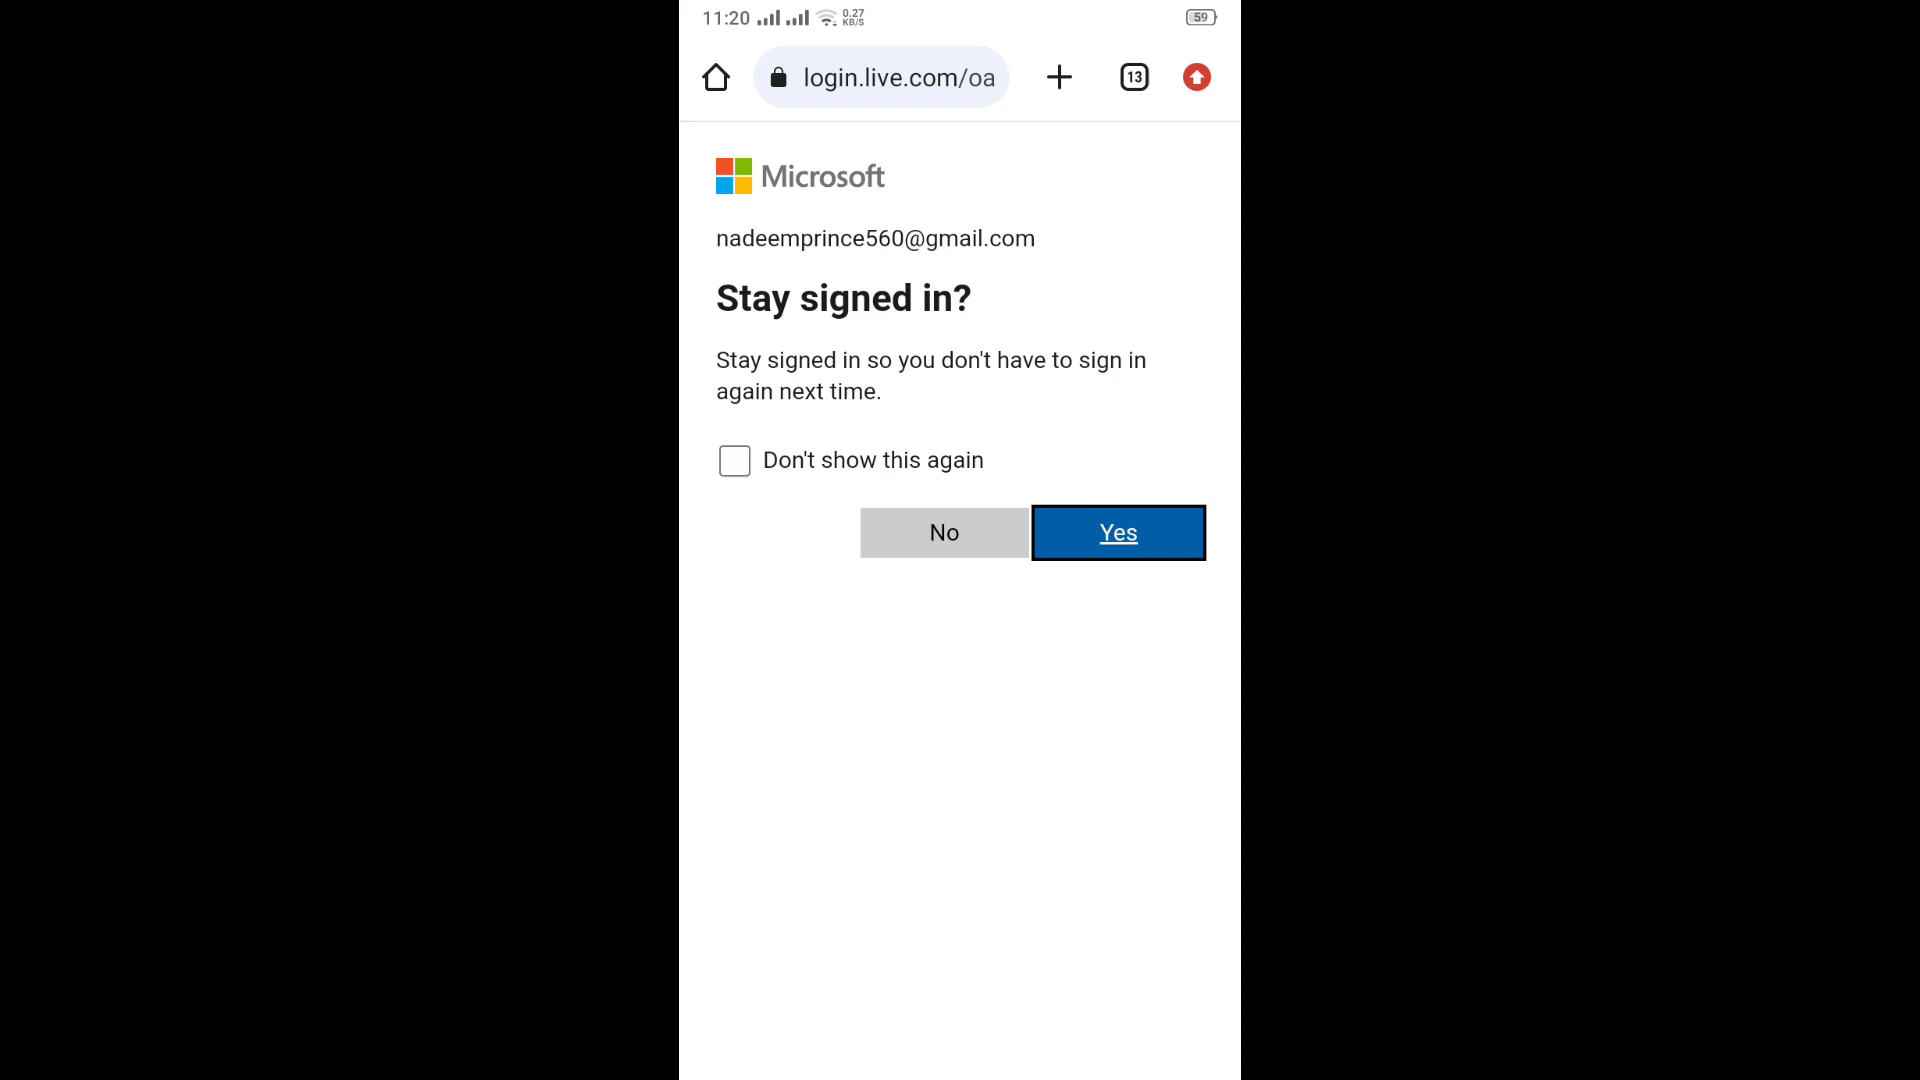 11:20 0.27 KB/S 59
login.live.com/oa 13
Microsoft
nadeemprince560@gmail.com
Stay signed in?
Stay signed in so you don't have to sign in
again next time.
Don't show this again
No Yes